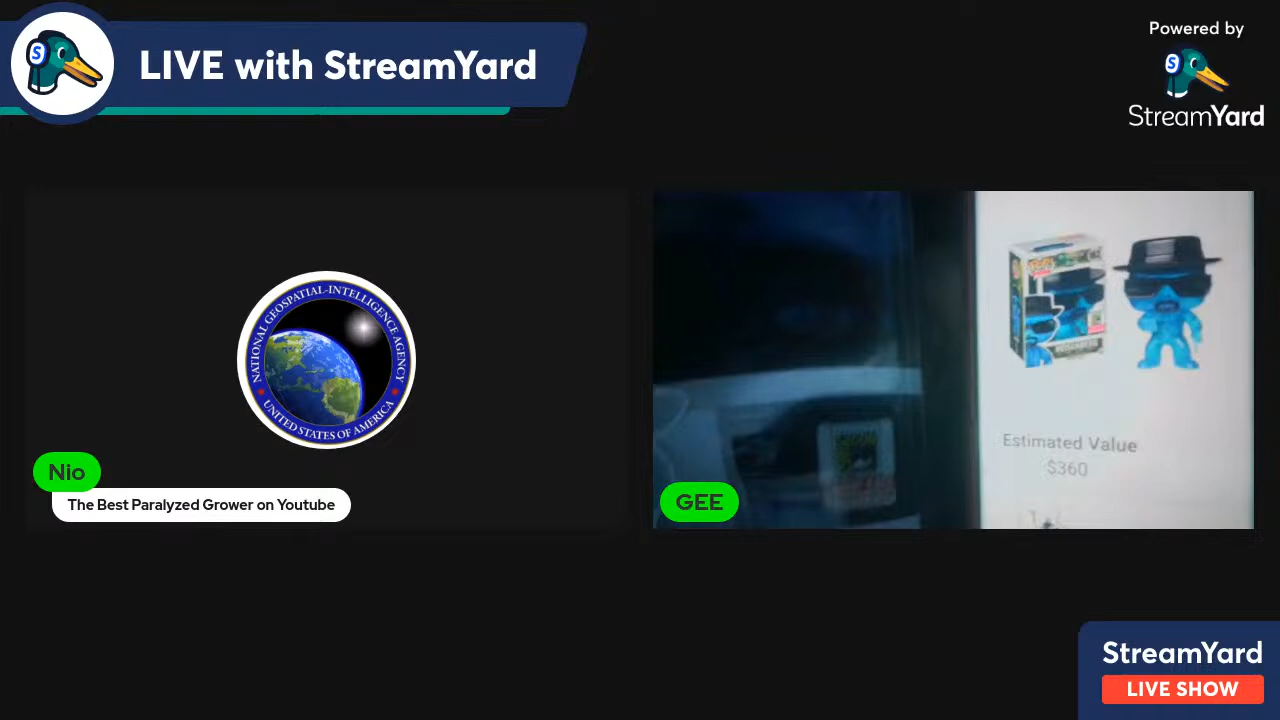 LIVE with StreamYard
Powered by
StreamYard
NATIONAL GEOSPATIAL-INTELLIGENCE AGENCY
UNITED STATES OF AMERICA
Nio
The Best Paralyzed Grower on Youtube
GEE
Estimated Value
$360
StreamYard
LIVE SHOW